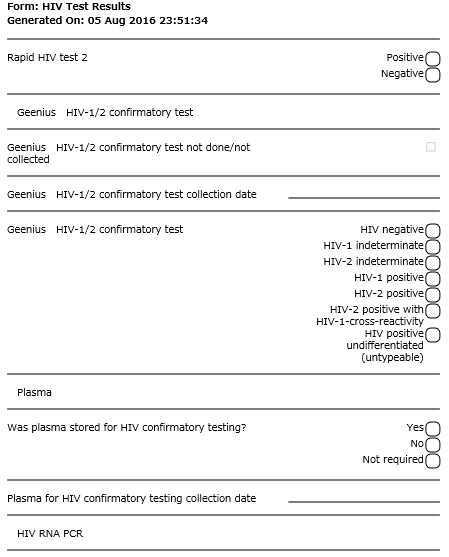 Form: HIV Test Results
Generated On: 05 Aug 2016 23:51:34
Rapid HIV test 2
Positive
Negative
Geenius HIV-1/2 confirmatory test
Geenius HIV-1/2 confirmatory test not done/not
collected
Geenius HIV-1/2 confirmatory test collection date
Geenius HIV-1/2 confirmatory test
HIV negative
HIV-1 indeterminate
HIV-2 indeterminate
HIV-1 positive
HIV-2 positive
HIV-2 positive with
HIV-1-cross-reactivity
HIV positive
undifferentiated
(untypeable)
Plasma
Was plasma stored for HIV confirmatory testing?
Yes
No
Not required
Plasma for HIV confirmatory testing collection date
HIV RNA PCR